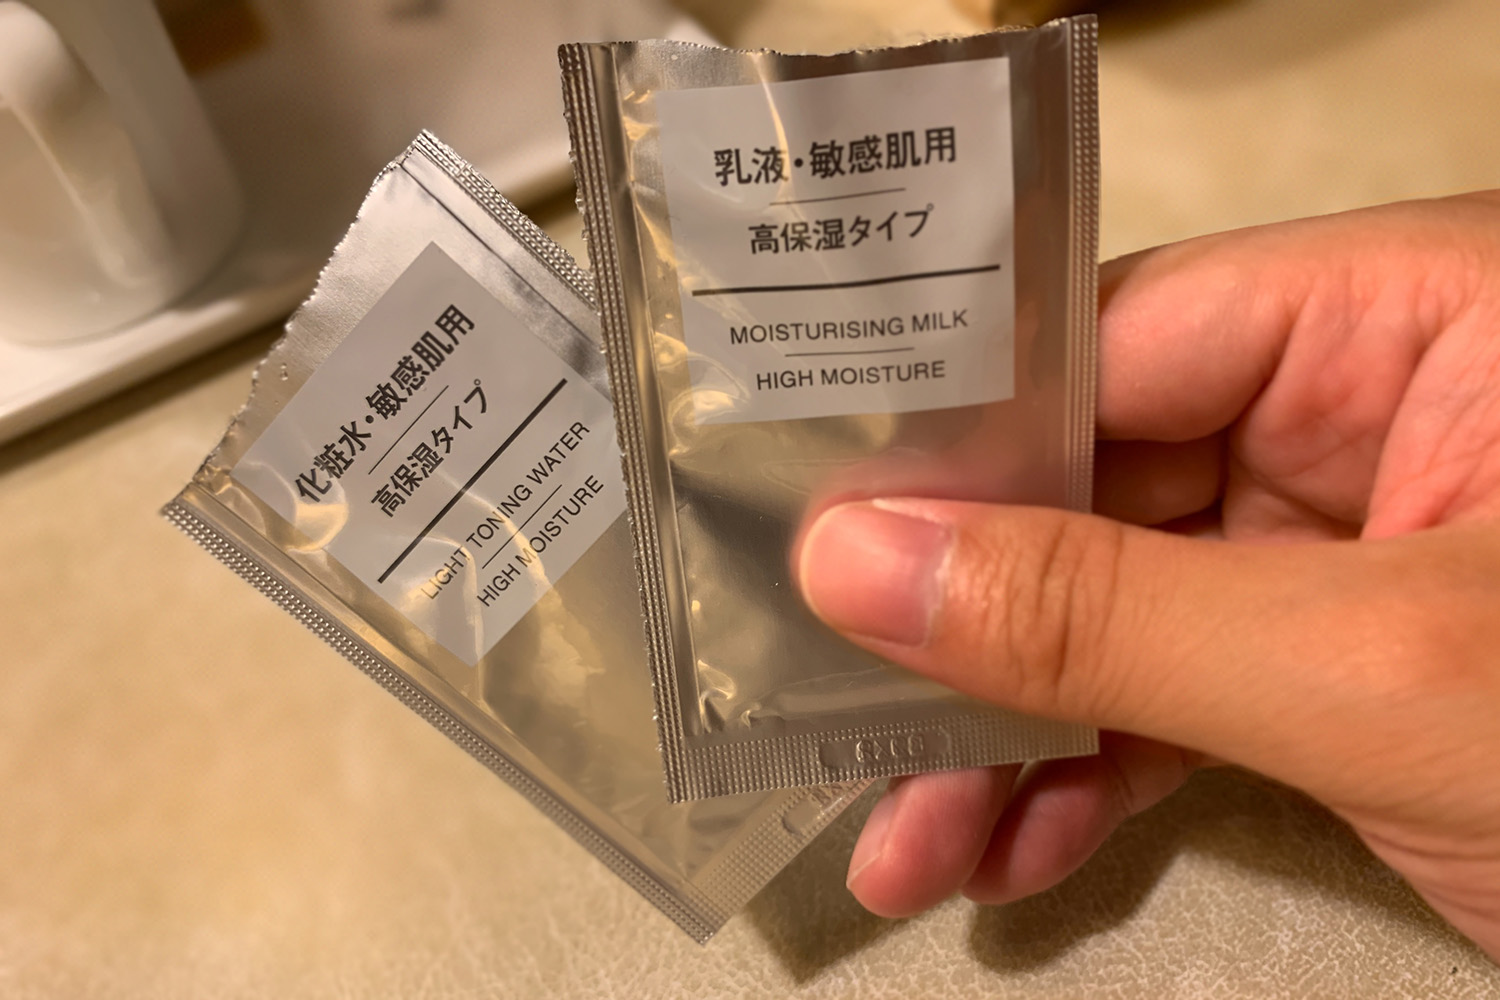 化粧水・敏感肌用
高保湿タイプ
LIGHT TONING WATER
HIGH MOISTURE
乳液・敏感肌用
高保湿タイプ
MOISTURISING MILK
HIGH MOISTURE